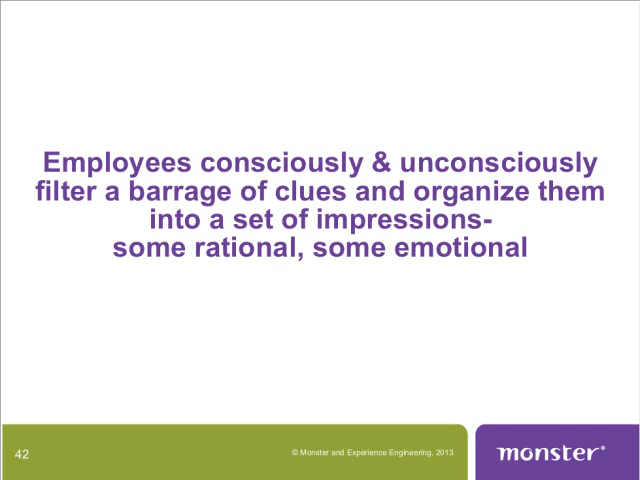 Employees consciously & unconsciously
filter a barrage of clues and organize them
into a set of impressions-
some rational, some emotional
42
© Monster and Experience Engineering, 2013
monster®